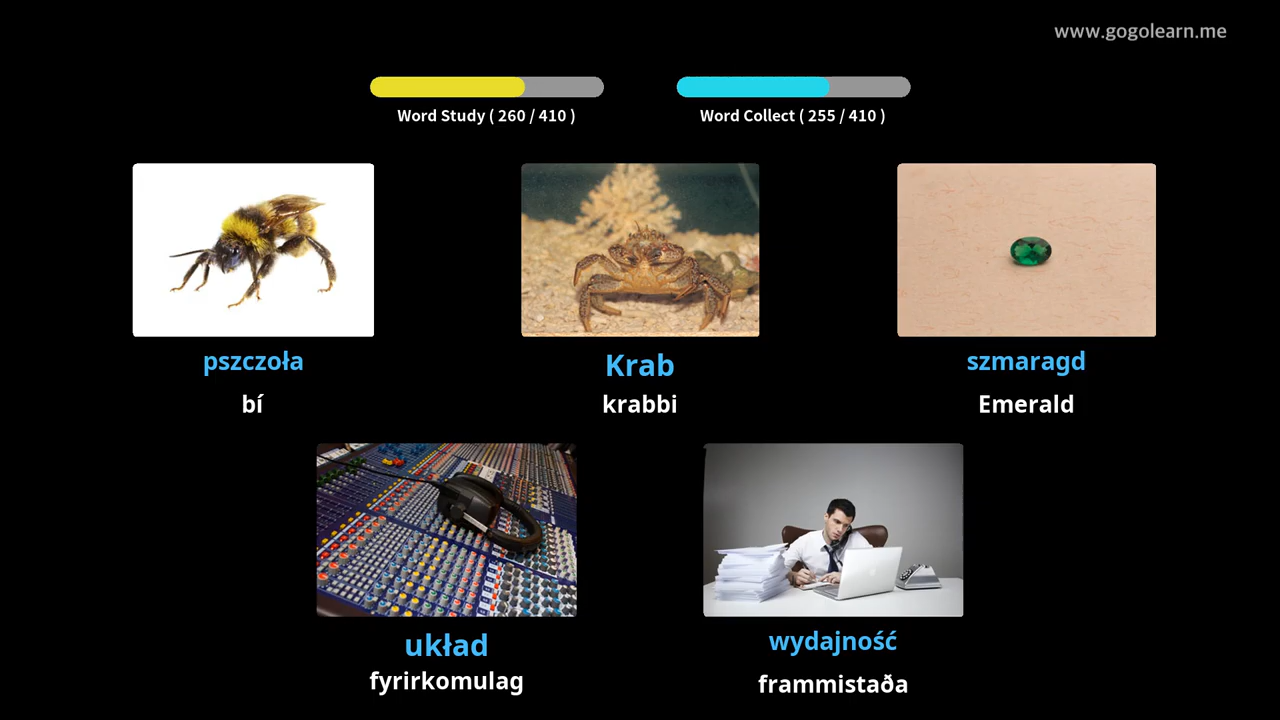 www.gogolearn.me
Word Study ( 260 / 410 )
Word Collect ( 255 / 410 )
pszczoła
bí
Krab
krabbi
szmaragd
Emerald
układ
fyrirkomulag
wydajność
frammistaða